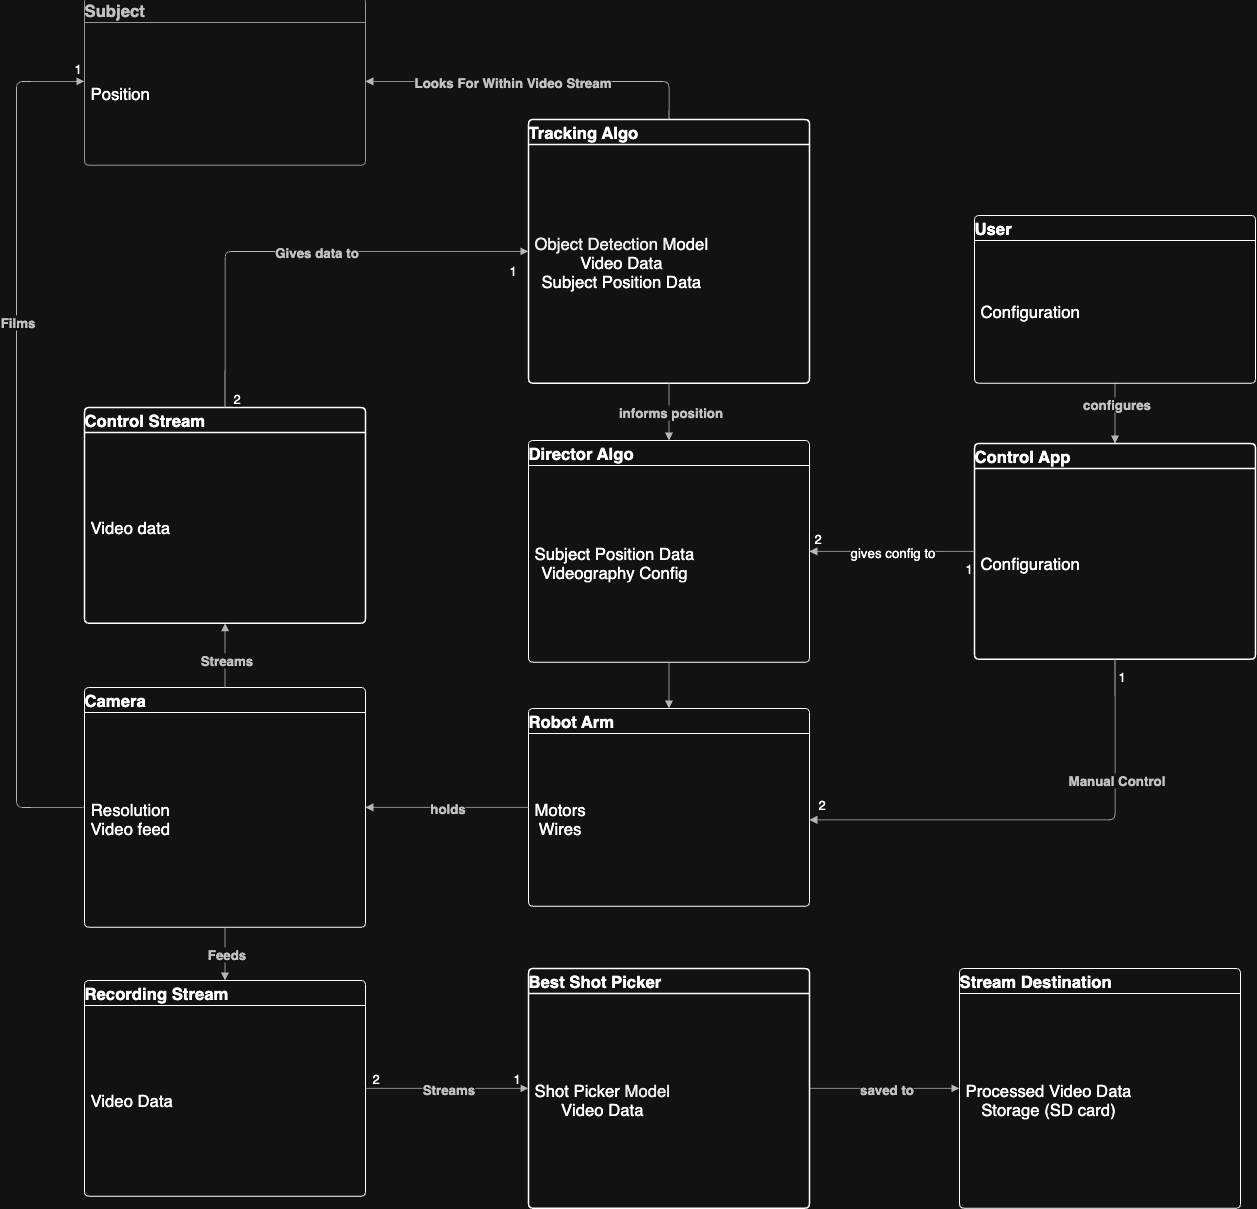 Subject
1
Position
Looks For Within Video Stream
Tracking Algo
Object Detection Model
Video Data
Subject Position Data
User
Configuration
Gives data to
1
Films
2
informs position
configures
Control Stream
Video data
Director Algo
Subject Position Data
Videography Config
Control App
Configuration
2
gives config to
1
Streams
1
Camera
Resolution
Video feed
holds
Robot Arm
Motors
Wires
Manual Control
2
Feeds
Recording Stream
Video Data
2
Streams
1
Best Shot Picker
Shot Picker Model
Video Data
saved to
Stream Destination
Processed Video Data
Storage (SD card)